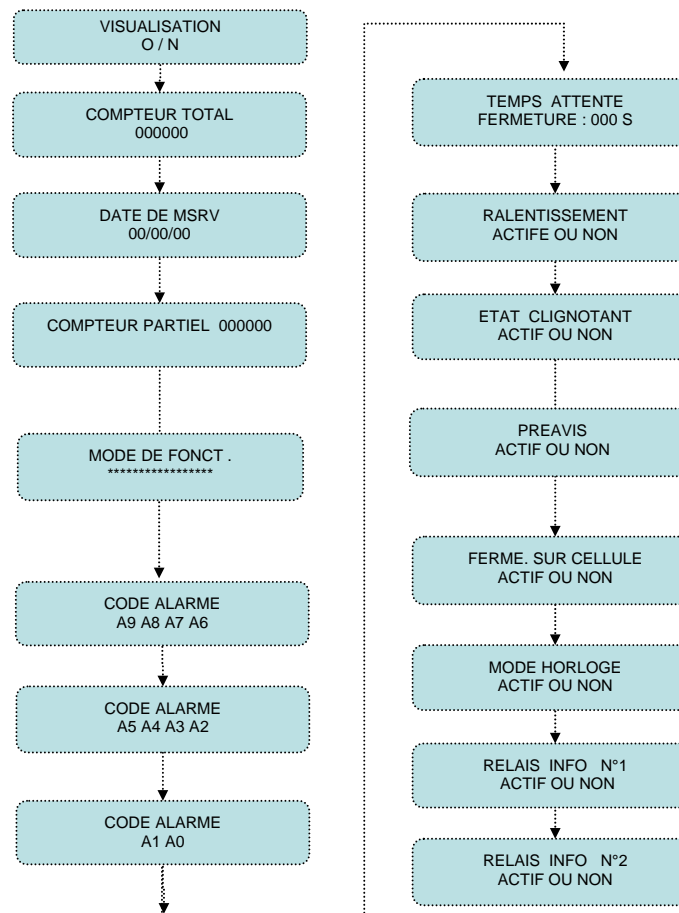 VISUALISATION
O / N
COMPTEUR TOTAL
000000
DATE DE MSRV
00/00/00
COMPTEUR PARTIEL 000000
MODE DE FONCT .
*****************
CODE ALARME
A9 A8 A7 A6
CODE ALARME
A5 A4 A3 A2
CODE ALARME
A1 A0
TEMPS ATTENTE
FERMETURE : 000 S
RALENTISSEMENT
ACTIFE OU NON
ETAT CLIGNOTANT
ACTIF OU NON
PREAVIS
ACTIF OU NON
FERME. SUR CELLULE
ACTIF OU NON
MODE HORLOGE
ACTIF OU NON
RELAIS INFO N°1
ACTIF OU NON
RELAIS INFO N°2
ACTIF OU NON